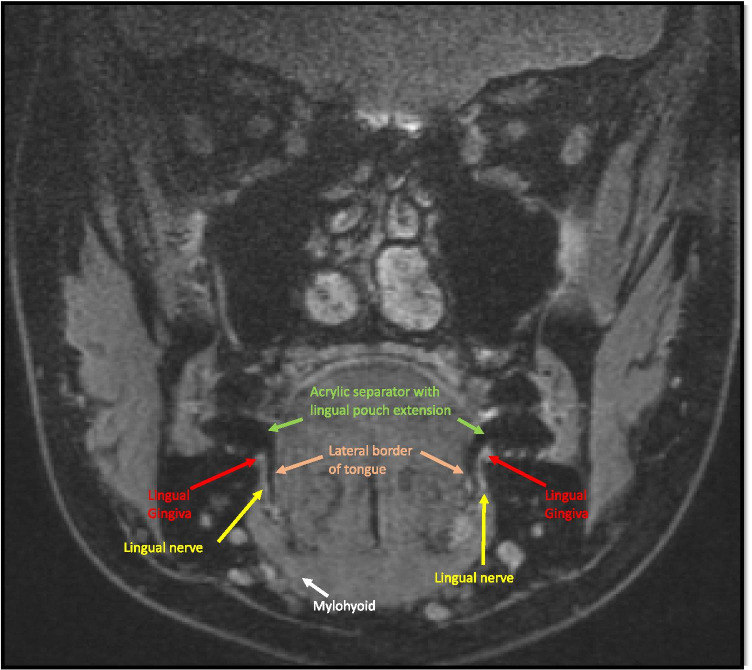 Acrylic separator with
lingual pouch extension
Lateral border
of tongue
Lingual
Gingiva
Lingual
Gingiva
Lingual nerve
Lingual nerve
Mylohyoid